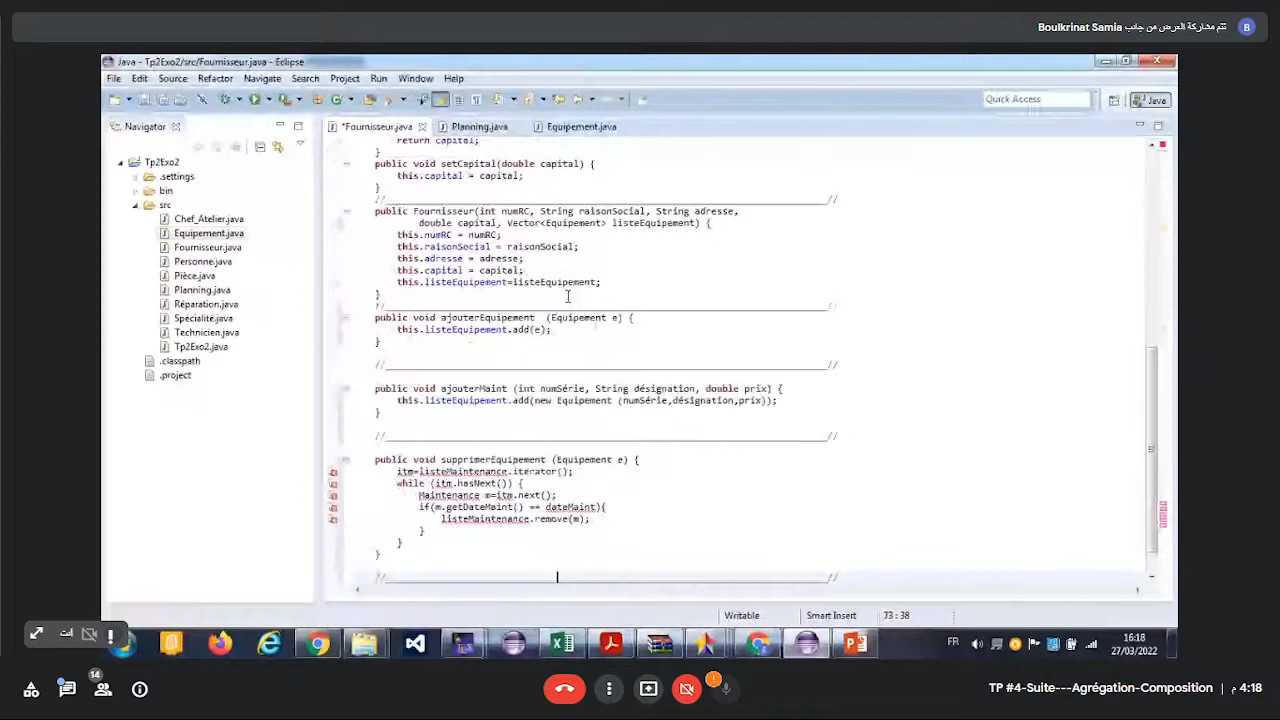 تتم مشاركة العرض من جانب Boulkrinat Samia
B
Java - Tp2Exo2/src/Fournisseur.java - Eclipse
File Edit Source Refactor Navigate Search Project Run Window Help
Quick Access
Java
Navigator
*Fournisseur.java Planning.java Equipement.java
Tp2Exo2
.settings
bin
src
Chef_Atelier.java
Equipement.java
Fournisseur.java
Personne.java
Pièce.java
Planning.java
Réparation.java
Spécialité.java
Technicien.java
Tp2Exo2.java
.classpath
.project
return capital;
}
public void setCapital(double capital) {
this.capital = capital;
}
//______________________________//
public Fournisseur(int numRC, String raisonSocial, String adresse,
double capital, Vector<Equipement> listeEquipement) {
this.numRC = numRC;
this.raisonSocial = raisonSocial;
this.adresse = adresse;
this.capital = capital;
this.listeEquipement=listeEquipement;
}
//______________________________//
public void ajouterEquipement  (Equipement e) {
this.listeEquipement.add(e);
}
//______________________________//
public void ajouterMaint (int numSérie, String désignation, double prix) {
this.listeEquipement.add(new Equipement (numSérie,désignation,prix));
}
//______________________________//
public void supprimerEquipement (Equipement e) {
itm=listeMaintenance.iterator();
while (itm.hasNext()) {
Maintenance m=itm.next();
if(m.getDateMaint() == dateMaint){
listeMaintenance.remove(m);
}
}
}
//______________________________//
Writable Smart Insert 73 : 38
FR
16:18
27/03/2022
14
TP #4-Suite---Agrégation-Composition | 4:18 م